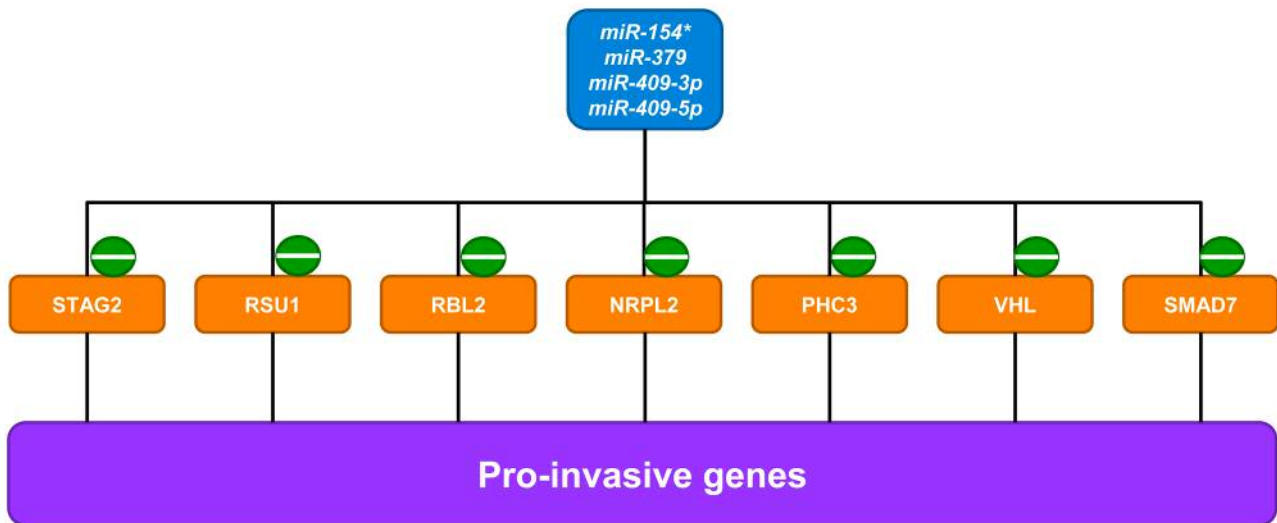 miR-154*
miR-379
miR-409-3p
miR-409-5p
STAG2
RSU1
RBL2
NRPL2
PHC3
VHL
SMAD7
Pro-invasive genes